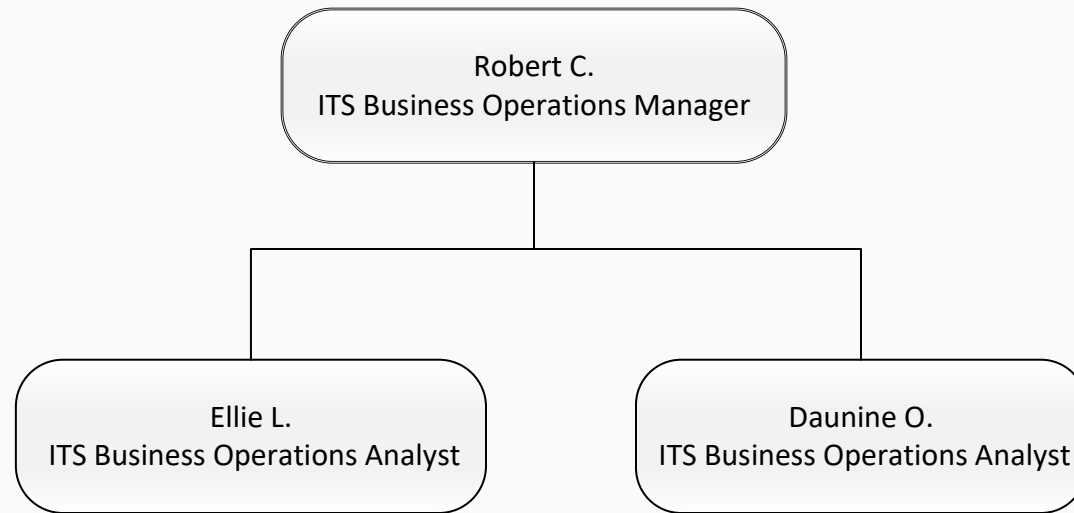 Robert C.
ITS Business Operations Manager
Ellie L.
ITS Business Operations Analyst
Daunine O.
ITS Business Operations Analyst